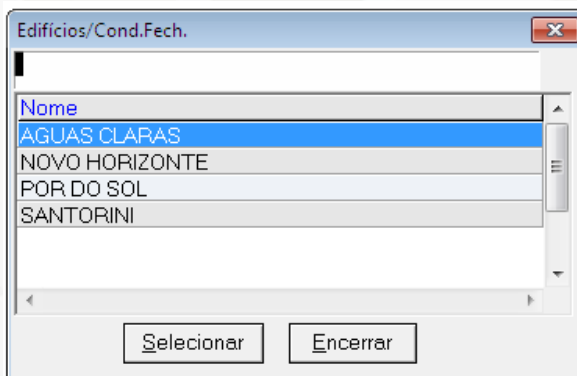 Edifícios/Cond.Fech.
Nome
AGUAS CLARAS
NOVO HORIZONTE
POR DO SOL
SANTORINI
Selecionar Encerrar